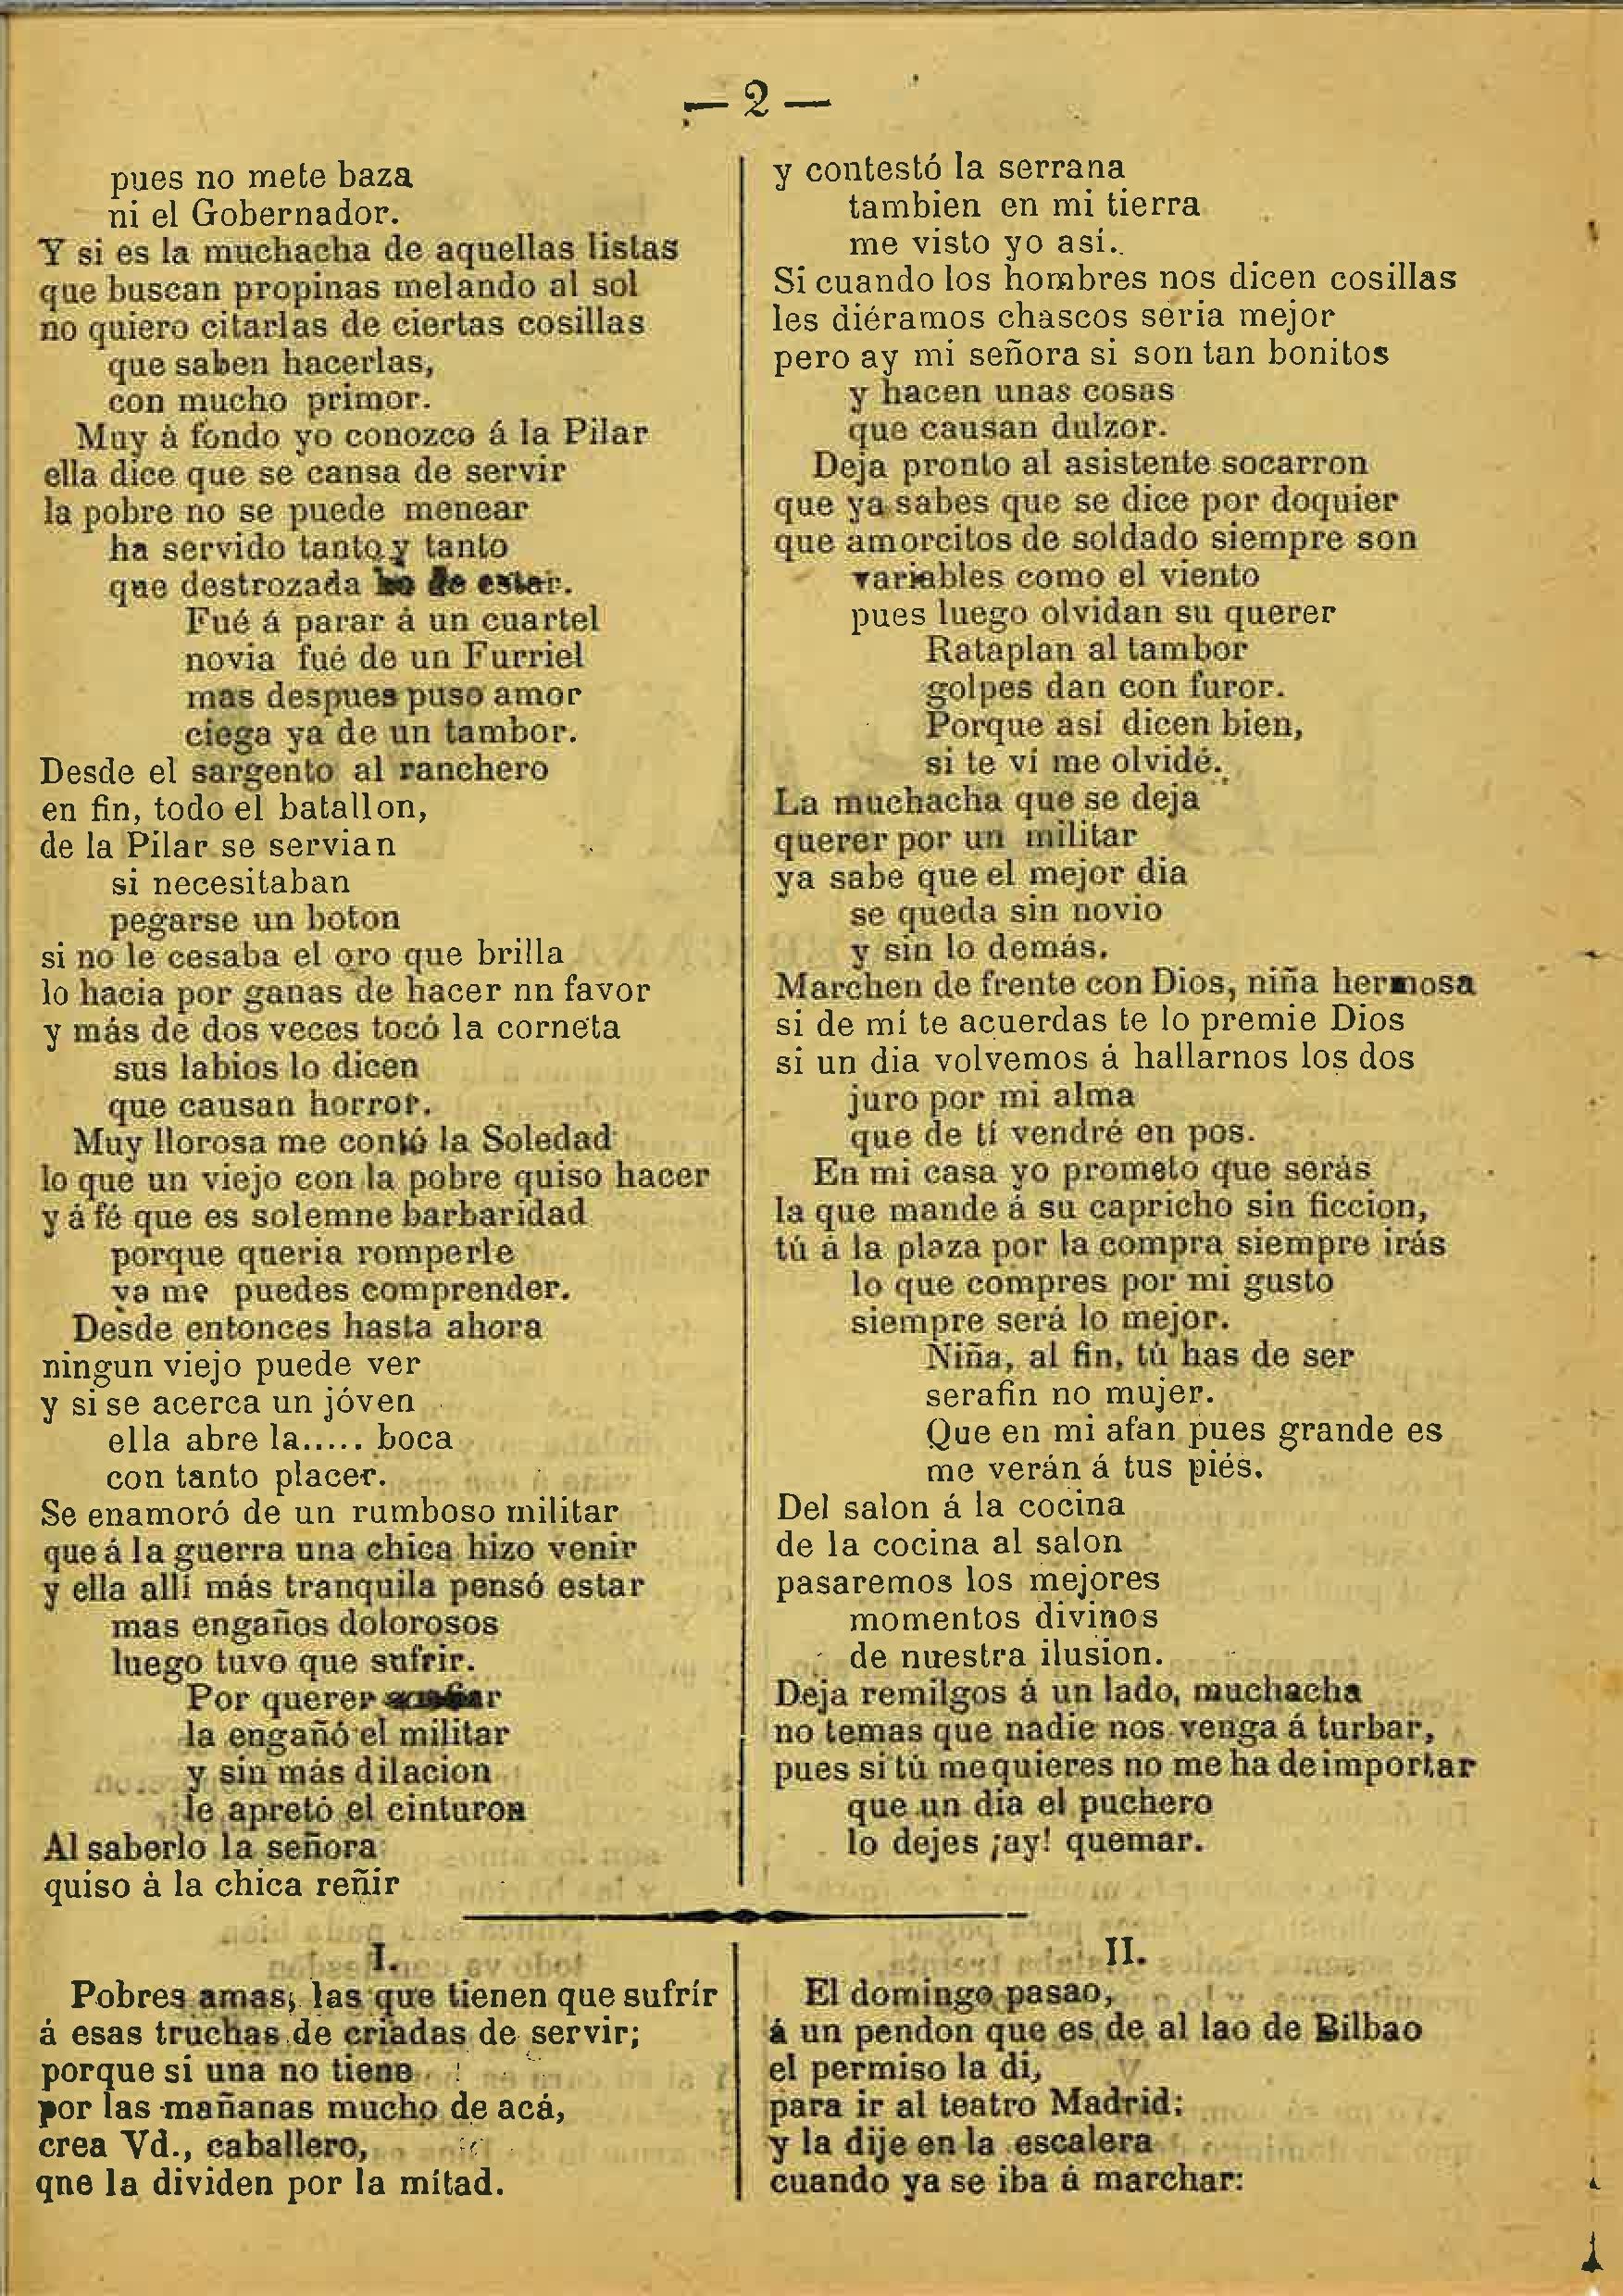 — 2 —
pues no mete baza
ni el Gobernador.
Y si es la muchacha de aquellas listas
que buscan propinas melando al sol
no quiero citarlas de ciertas cosillas
que saben hacerlas,
con mucho primor.
Muy à fondo yo conozco á la Pilar
ella dice que se cansa de servir
la pobre no se puede menear
ha servido tanto y tanto
que destrozada de estar.
Fué á parar á un cuartel
novia fué de un Furriel
mas despues puso amor
ciega ya de un tambor.
Desde el sargento al ranchero
en fin, todo el batallon,
de la Pilar se servian
si necesitaban
pegarse un boton
si no le cesaba el oro que brilla
lo hacia por ganas de hacer nn favor
y más de dos veces tocó la corneta
sus labios lo dicen
que causan horror.
Muy llorosa me contó la Soledad
lo que un viejo con la pobre quiso hacer
y á fé que es solemne barbaridad
porque queria romperle
ya me puedes comprender.
Desde entonces hasta ahora
ningun viejo puede ver
y si se acerca un jóven
ella abre la..... boca
con tanto placer.
Se enamoró de un rumboso militar
que á la guerra una chica hizo venir
y ella allí más tranquila pensó estar
mas engaños dolorosos
luego tuvo que sufrir.
Por querer
la engañó el militar
y sin más dilacion
le apretó el cinturon
Al saberlo la señora
quiso à la chica reñir
y contestó la serrana
tambien en mi tierra
me visto yo así.
Si cuando los hombres nos dicen cosillas
les diéramos chascos seria mejor
pero ay mi señora si son tan bonitos
y hacen unas cosas
que causan dulzor.
Deja pronto al asistente socarron
que ya sabes que se dice por doquier
que amorcitos de soldado siempre son
variables como el viento
pues luego olvidan su querer
Rataplan al tambor
golpes dan con furor.
Porque así dicen bien,
si te ví me olvidé.
La muchacha que se deja
querer por un militar
ya sabe que el mejor dia
se queda sin novio
y sin lo demás.
Marchen de frente con Dios, niña hermosa
si de mí te acuerdas te lo premie Dios
si un dia volvemos á hallarnos los dos
juro por mi alma
que de tí vendré en pos.
En mi casa yo prometo que serás
la que mande á su capricho sin ficcion,
tú á la plaza por la compra siempre irás
lo que compres por mi gusto
siempre será lo mejor.
Niña, al fin, tú has de ser
serafin no mujer.
Que en mi afan pues grande es
me verán á tus piés.
Del salon á la cocina
de la cocina al salon
pasaremos los mejores
momentos divinos
de nuestra ilusion.
Deja remilgos á un lado, muchacha
no temas que nadie nos venga á turbar,
pues si tú me quieres no me ha de importar
que un dia el puchero
lo dejes ¡ay! quemar.
I.
Pobres amas, las que tienen que sufrír
á esas truchas de criadas de servir;
porque si una no tiene
por las mañanas mucho de acá,
crea Vd., caballero,
qne la dividen por la mítad.
II.
El domingo pasao,
á un pendon que es de al lao de Bilbao
el permiso la di,
para ir al teatro Madrid;
y la dije en la escalera
cuando ya se iba á marchar: